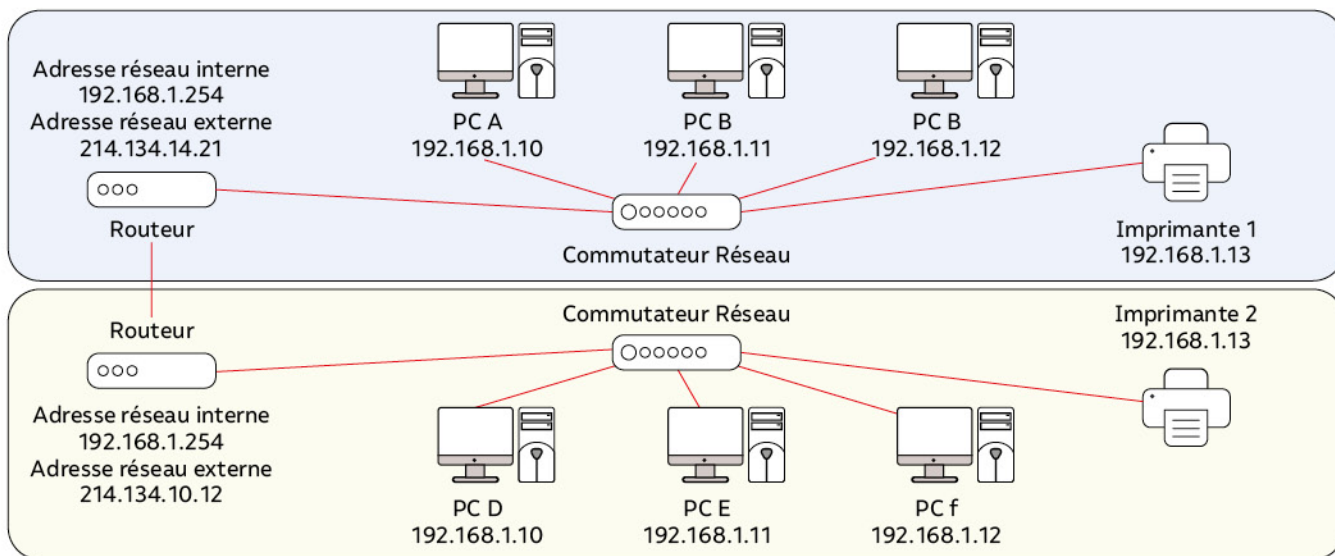 Adresse réseau interne
192.168.1.254
Adresse réseau externe
214.134.14.21
Routeur
PC A
192.168.1.10
PC B
192.168.1.11
PC B
192.168.1.12
Commutateur Réseau
Imprimante 1
192.168.1.13
Routeur
Adresse réseau interne
192.168.1.254
Adresse réseau externe
214.134.10.12
Commutateur Réseau
PC D
192.168.1.10
PC E
192.168.1.11
PC f
192.168.1.12
Imprimante 2
192.168.1.13